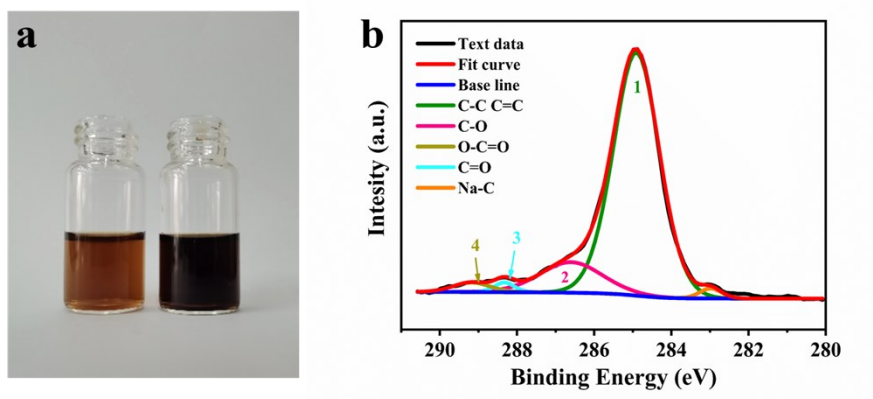 a
b
Text data
Fit curve
Base line
C-C C=C
C-O
O-C=O
C=O
Na-C
1
2
3
4
Intesity (a.u.)
290 288 286 284 282 280
Binding Energy (eV)